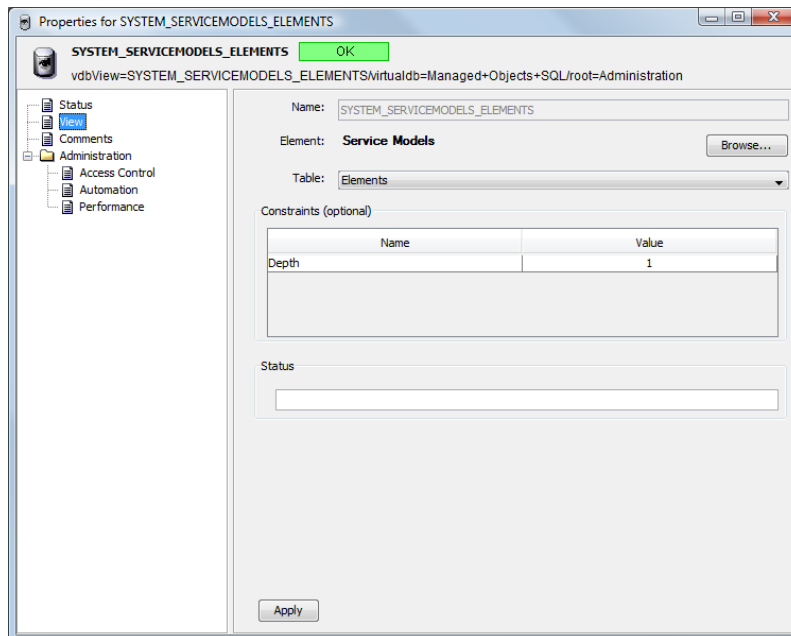 Properties for SYSTEM_SERVICEMODELS_ELEMENTS
SYSTEM_SERVICEMODELS_ELEMENTS OK
vdbView=SYSTEM_SERVICEMODELS_ELEMENTS/virtualdb=Managed+Objects+SQL/root=Administration
Status
View
Comments
Administration
Access Control
Automation
Performance
Name: SYSTEM_SERVICEMODELS_ELEMENTS
Element: Service Models Browse...
Table: Elements
Constraints (optional)
Name Value
Depth 1
Status
Apply